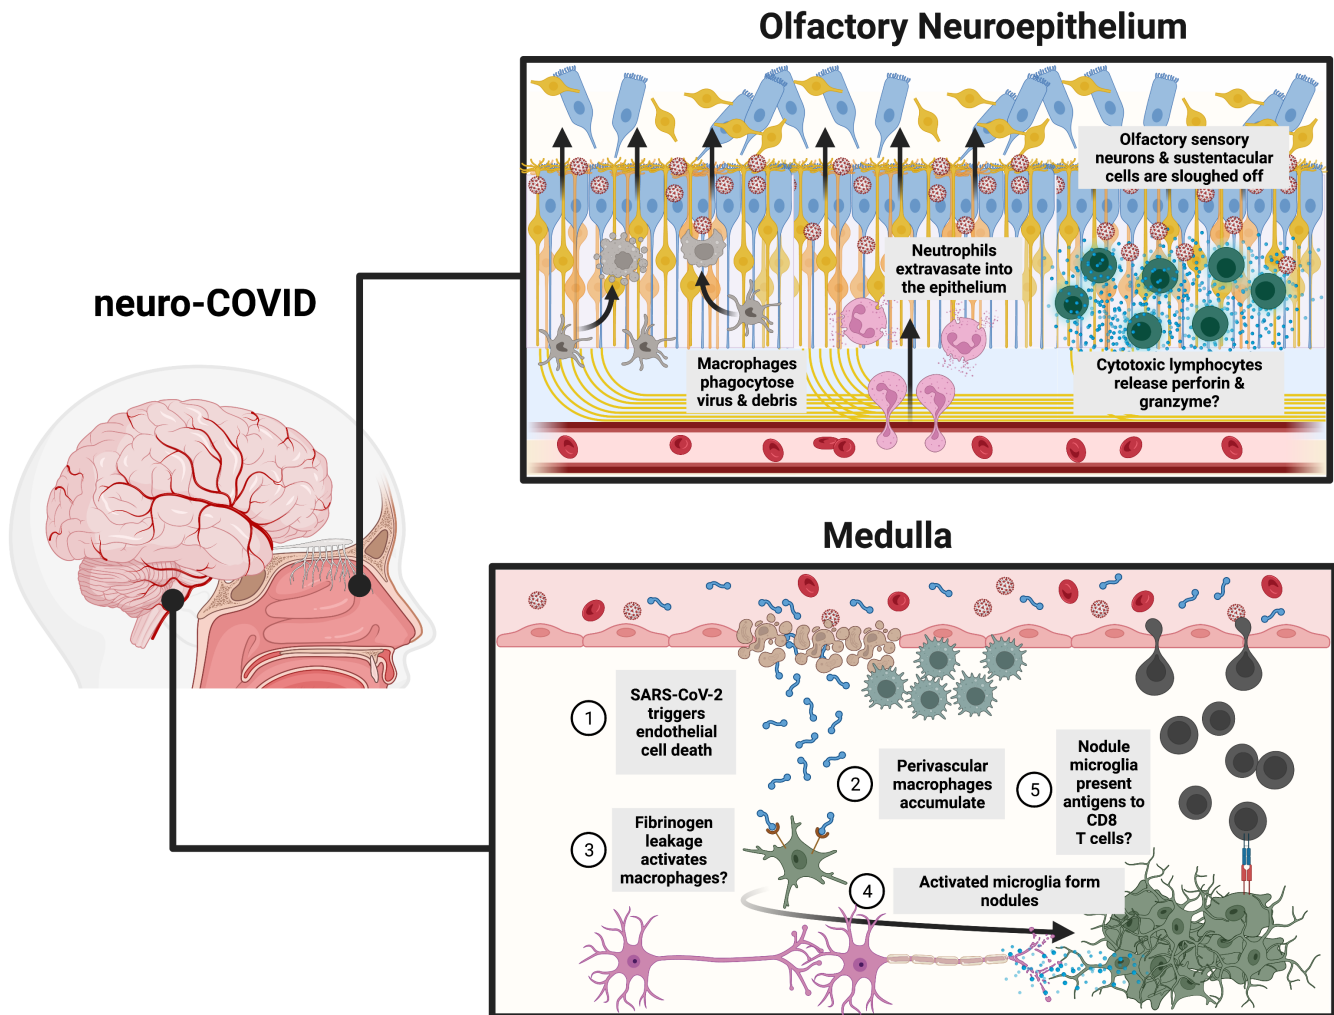 Olfactory Neuroepithelium
Olfactory sensory
neurons & sustentacular
cells are sloughed off
Neutrophils
extravasate into
the epithelium
Macrophages
phagocytose
virus & debris
Cytotoxic lymphocytes
release perforin &
granzyme?
neuro-COVID
Medulla
1
SARS-CoV-2
triggers
endothelial
cell death
2
Perivascular
macrophages
accumulate
3
Fibrinogen
leakage
activates
macrophages?
4
Activated microglia form
nodules
5
Nodule
microglia
present
antigens to
CD8
T cells?